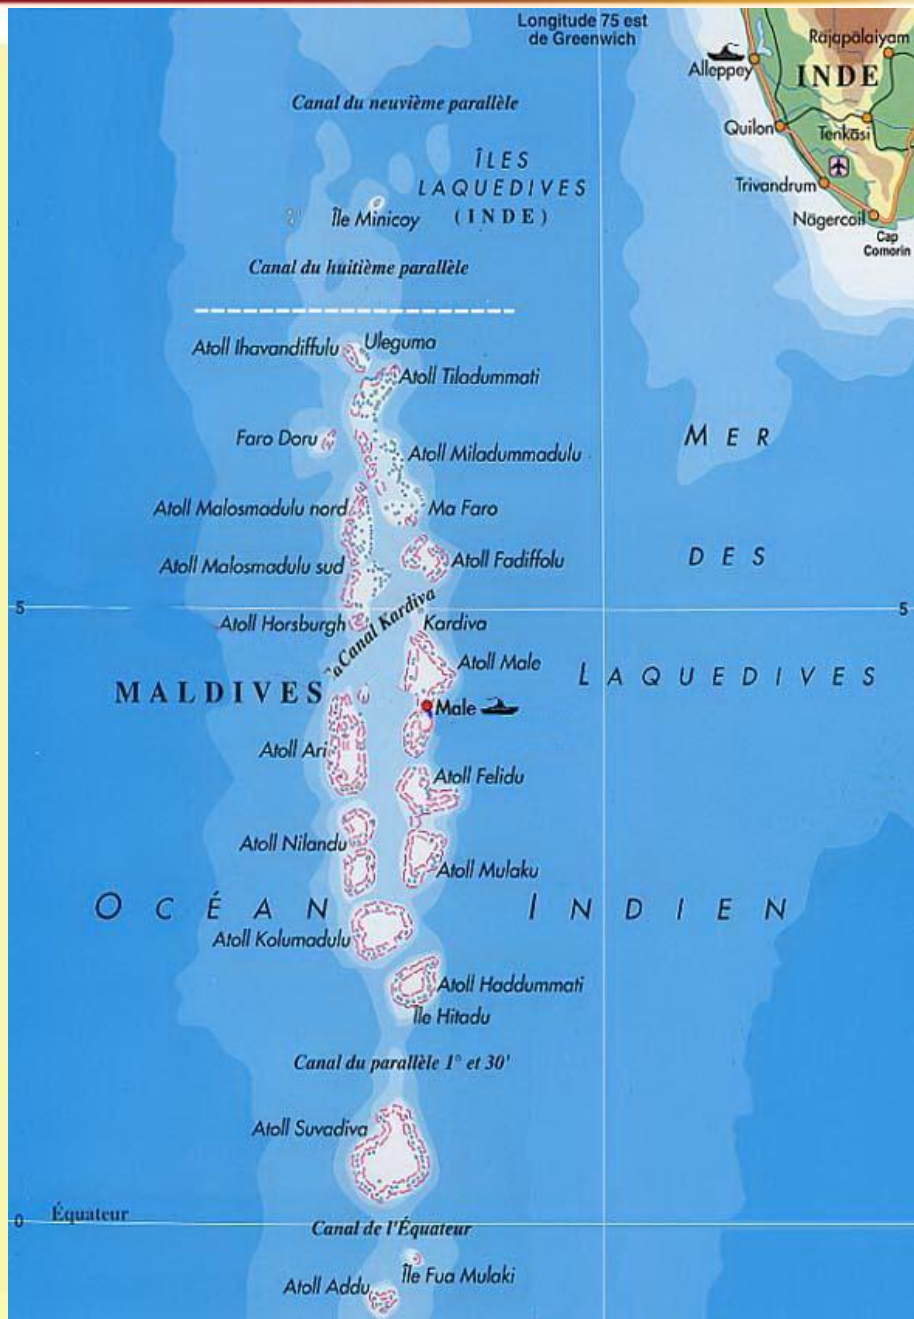 Longitude 75 est
de Greenwich
Rajapalaiyam
Alleppey
INDE
Canal du neuvième parallèle
Quilon
Tenkasi
ÎLES
LAQUEDIVES
(INDE)
Trivandrum
Île Minicoy
Nagercoil
Cap
Comorin
Canal du huitième parallèle
Atoll Ihavandiffulu
Uleguma
Atoll Tiladummati
Faro Doru
MER
Atoll Miladummadulu
Atoll Malosmadulu nord
Ma Faro
Atoll Malosmadulu sud
Atoll Fadiffolu
DES
5
5
Atoll Horsburgh
Canal Kardiva
Kardiva
Atoll Male
LAQUEDIVES
MALDIVES
Male
Atoll Ari
Atoll Felidu
Atoll Nilandu
Atoll Mulaku
OCÉAN INDIEN
Atoll Kolumadulu
Atoll Haddummati
Île Hitadu
Canal du parallèle 1° et 30'
Atoll Suvadiva
0
Équateur
Canal de l'Équateur
Île Fua Mulaki
Atoll Addu